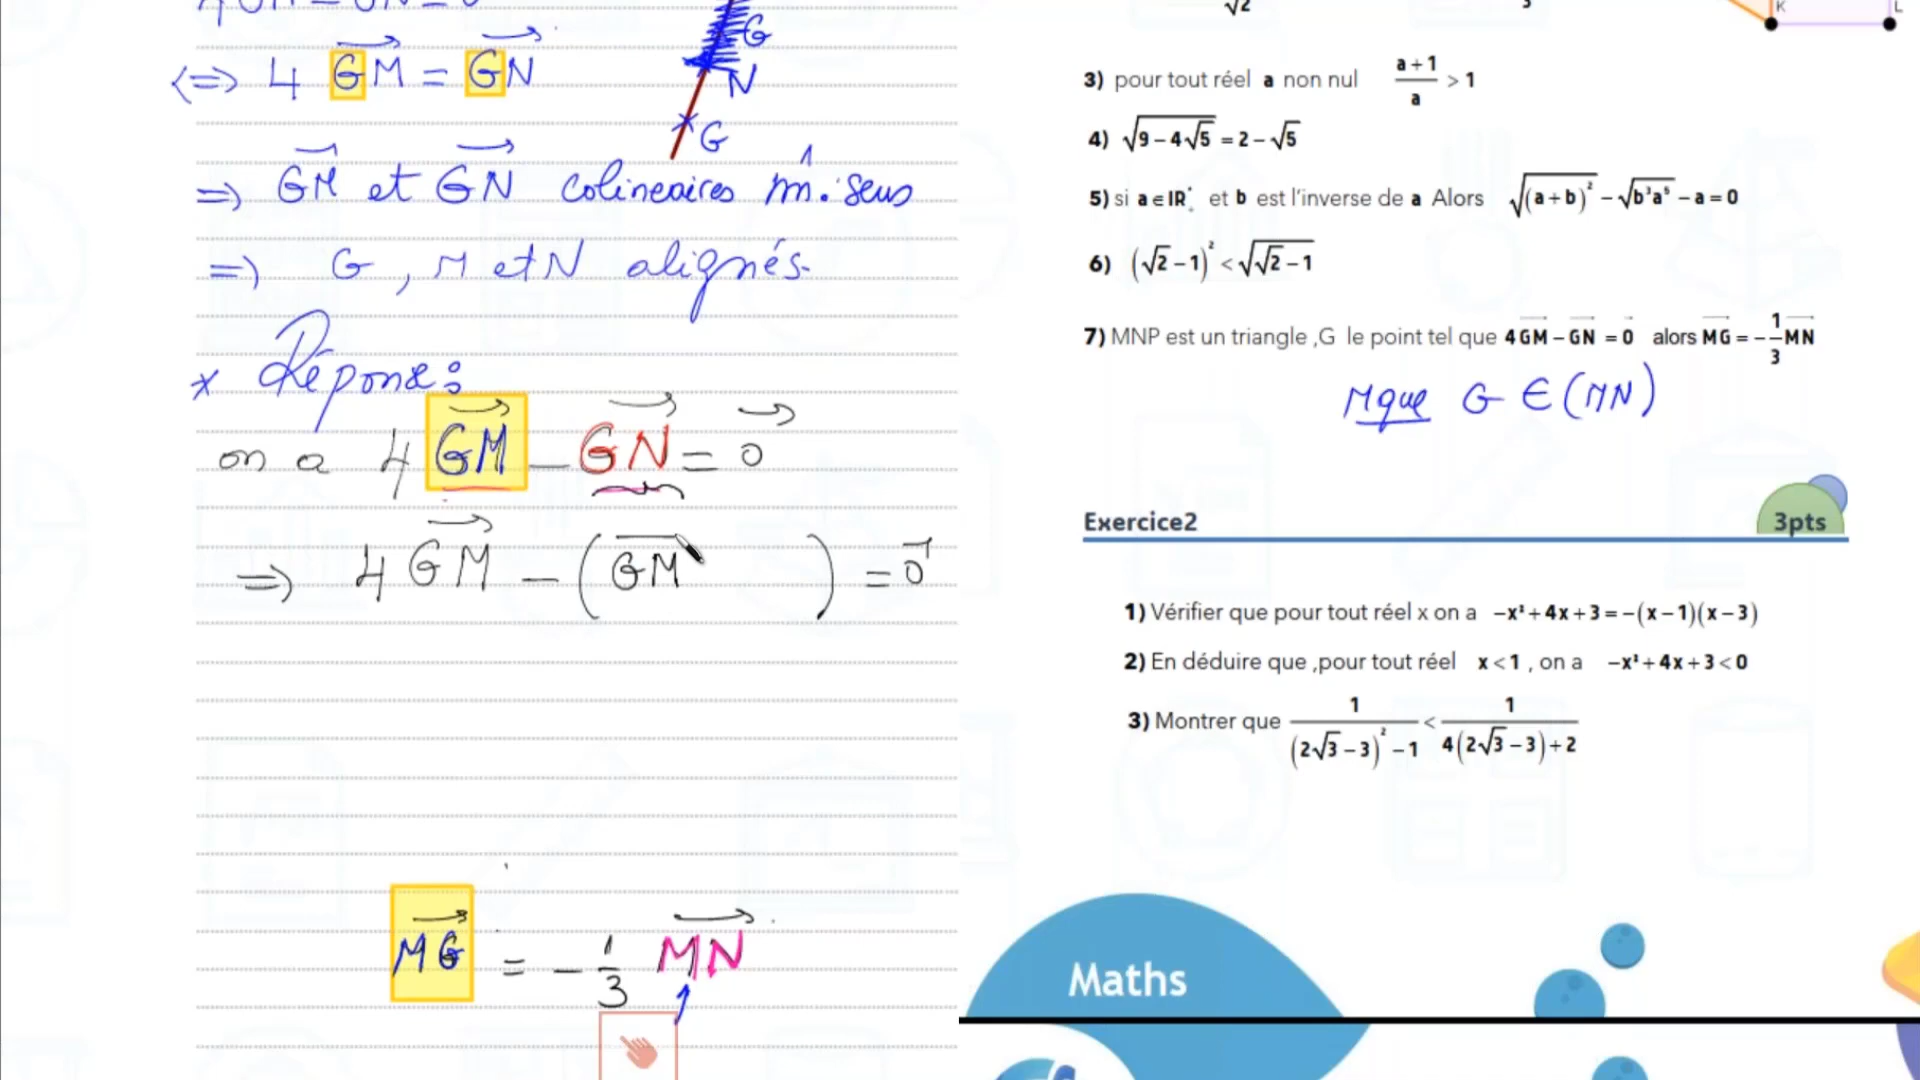 <=> 4 GM = GN
G
N
G
=> GM et GN colineaires m̂. sens
=> G, M et N alignés.
* Réponse :
on a 4 GM - GN = 0
=> 4 GM - ( GM ) = 0
MG = - 1/3 MN
√2
3
K L
3) pour tout réel a non nul (a+1)/a > 1
4) √(9 - 4√5) = 2 - √5
5) si a ∈ IR*₊ et b est l'inverse de a Alors √((a+b)²) - √(b³a⁵) - a = 0
6) (√2 - 1)² < √(√2 - 1)
7) MNP est un triangle ,G le point tel que 4GM - GN = 0 alors MG = - 1/3 MN
Mque G ∈ (MN)
Exercice2
3pts
1) Vérifier que pour tout réel x on a -x² + 4x + 3 = -(x - 1)(x - 3)
2) En déduire que ,pour tout réel x < 1 , on a -x² + 4x + 3 < 0
3) Montrer que 1/((2√3 - 3)² - 1) < 1/(4(2√3 - 3) + 2)
Maths